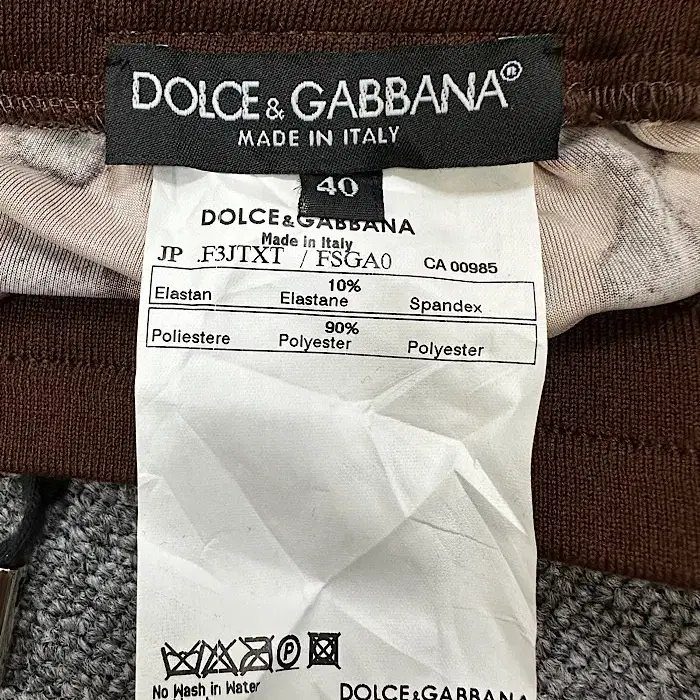 DOLCE & GABBANA®
MADE IN ITALY
40
DOLCE&GABBANA
Made in Italy
JP .F3JTXT / FSGA0 CA 00985
10%
Elastan Elastane Spandex
90%
Poliestere Polyester Polyester
P
No Wash in Water
DOLCE&GABBANA